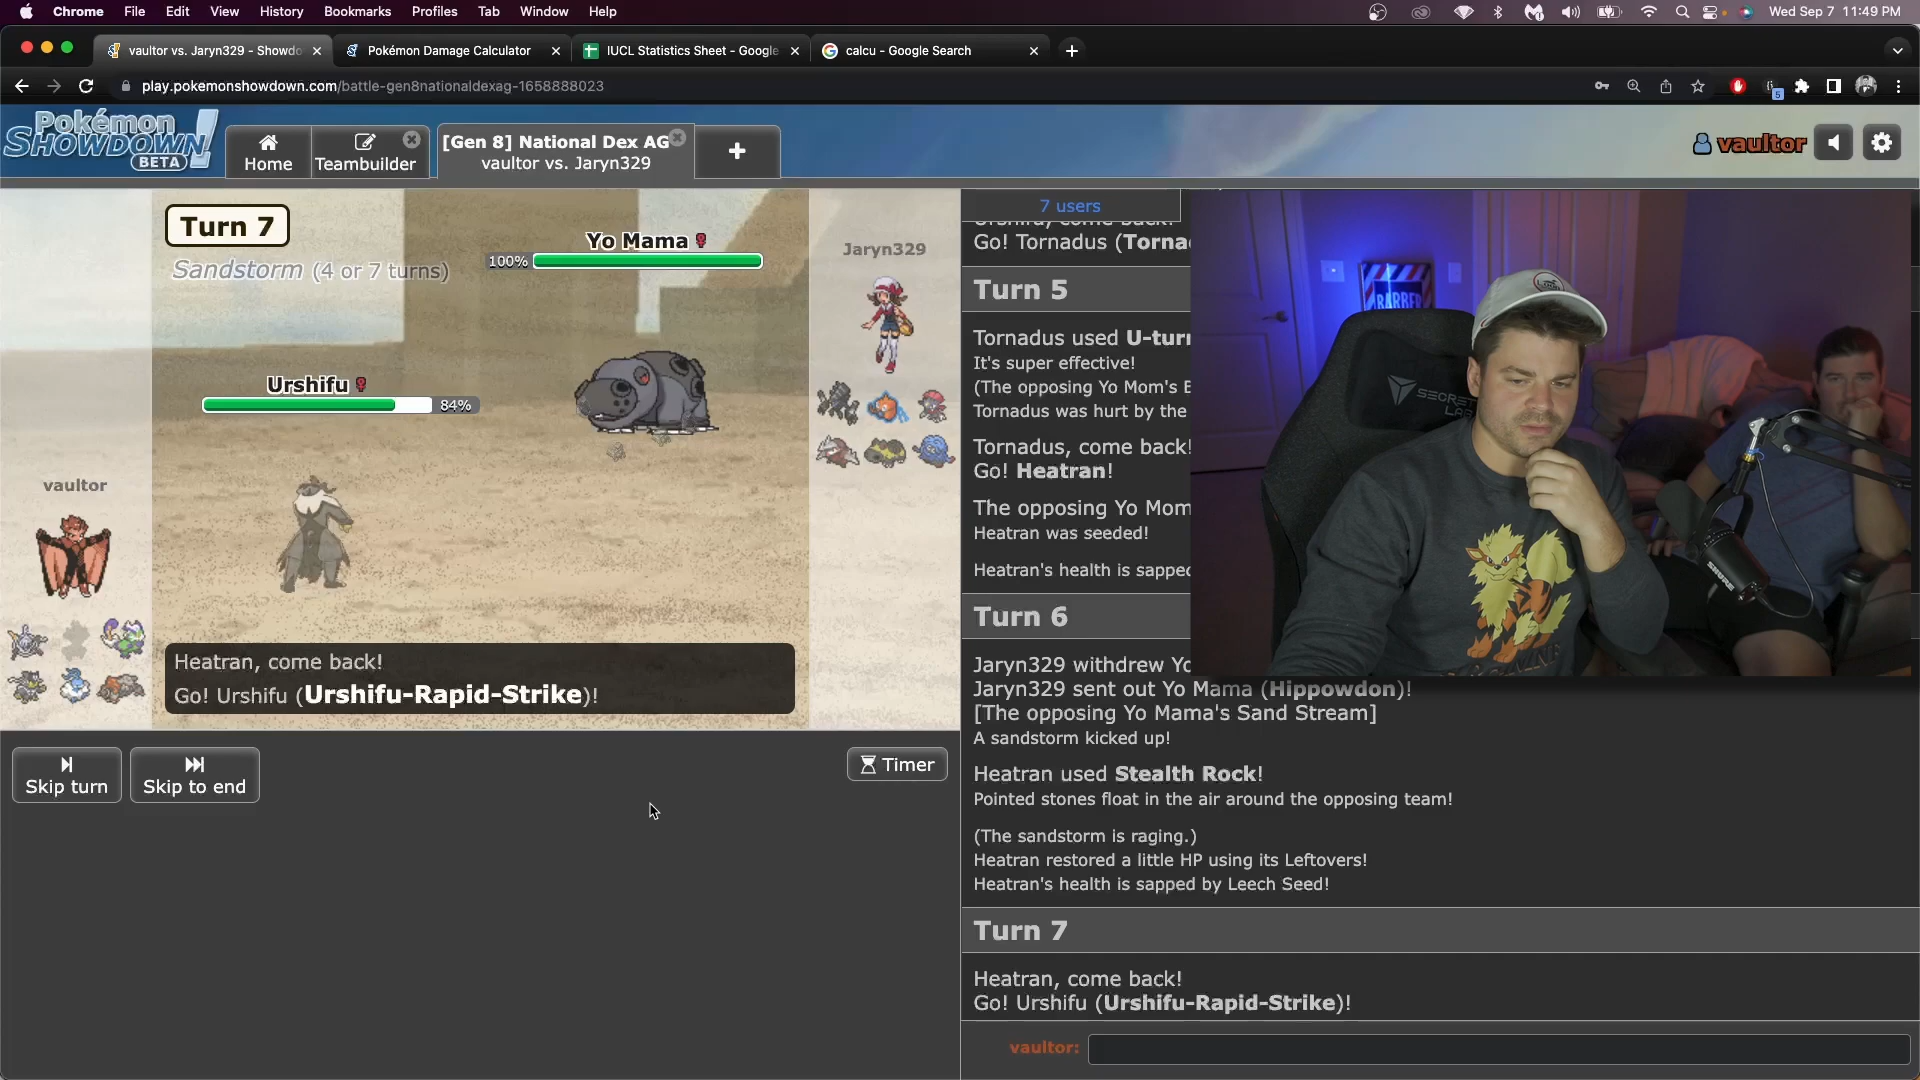 Chrome File Edit View History Bookmarks Profiles Tab Window Help Wed Sep 7 11:49 PM
vaultor vs. Jaryn329 - Showdo Pokémon Damage Calculator IUCL Statistics Sheet - Google calcu - Google Search
play.pokemonshowdown.com/battle-gen8nationaldexag-1658888023
5
Pokémon
SHOWDOWN!
BETA
Home
Teambuilder
[Gen 8] National Dex AG
vaultor vs. Jaryn329
vaultor
Turn 7
Sandstorm (4 or 7 turns)
Yo Mama
100%
Urshifu
84%
Jaryn329
vaultor
Heatran, come back!
Go! Urshifu (Urshifu-Rapid-Strike)!
Skip turn
Skip to end
Timer
7 users
Urshifu, come back!
Go! Tornadus (Torna
Turn 5
Tornadus used U-turn
It's super effective!
(The opposing Yo Mom's
Tornadus was hurt by the
Tornadus, come back!
Go! Heatran!
The opposing Yo Mom
Heatran was seeded!
Heatran's health is sapped
Turn 6
Jaryn329 withdrew Yo
Jaryn329 sent out Yo Mama (Hippowdon)!
[The opposing Yo Mama's Sand Stream]
A sandstorm kicked up!
Heatran used Stealth Rock!
Pointed stones float in the air around the opposing team!
(The sandstorm is raging.)
Heatran restored a little HP using its Leftovers!
Heatran's health is sapped by Leech Seed!
Turn 7
Heatran, come back!
Go! Urshifu (Urshifu-Rapid-Strike)!
vaultor:
BARBER
SECRET
LAB
SHURE